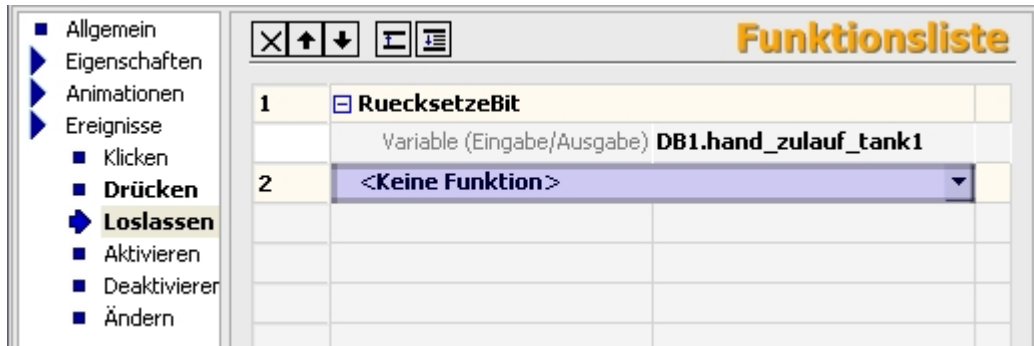 Allgemein
Eigenschaften
Animationen
Ereignisse
Klicken
Drücken
Loslassen
Aktivieren
Deaktivieren
Ändern
Funktionsliste
1 RuecksetzeBit
Variable (Eingabe/Ausgabe) DB1.hand_zulauf_tank1
2 <Keine Funktion>